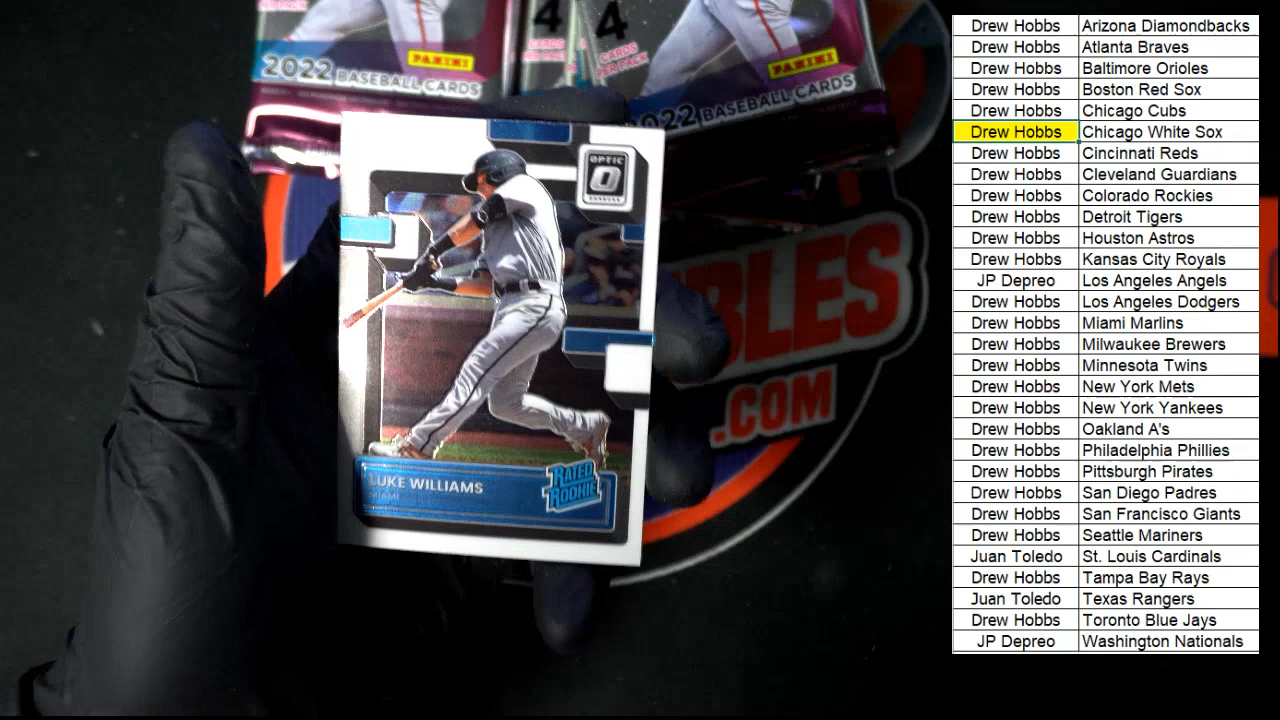 PER PACK
4
CARDS
PER PACK
4
CARDS
PER PACK
PANINI
2022 BASEBALL CARDS
PANINI
2022 BASEBALL CARDS
OPTIC
O
DONRUSS
BLES
.COM
LUKE WILLIAMS
MIAMI
RATED
ROOKIE
Drew Hobbs Arizona Diamondbacks
Drew Hobbs Atlanta Braves
Drew Hobbs Baltimore Orioles
Drew Hobbs Boston Red Sox
Drew Hobbs Chicago Cubs
Drew Hobbs Chicago White Sox
Drew Hobbs Cincinnati Reds
Drew Hobbs Cleveland Guardians
Drew Hobbs Colorado Rockies
Drew Hobbs Detroit Tigers
Drew Hobbs Houston Astros
Drew Hobbs Kansas City Royals
JP Depreo Los Angeles Angels
Drew Hobbs Los Angeles Dodgers
Drew Hobbs Miami Marlins
Drew Hobbs Milwaukee Brewers
Drew Hobbs Minnesota Twins
Drew Hobbs New York Mets
Drew Hobbs New York Yankees
Drew Hobbs Oakland A's
Drew Hobbs Philadelphia Phillies
Drew Hobbs Pittsburgh Pirates
Drew Hobbs San Diego Padres
Drew Hobbs San Francisco Giants
Drew Hobbs Seattle Mariners
Juan Toledo St. Louis Cardinals
Drew Hobbs Tampa Bay Rays
Juan Toledo Texas Rangers
Drew Hobbs Toronto Blue Jays
JP Depreo Washington Nationals